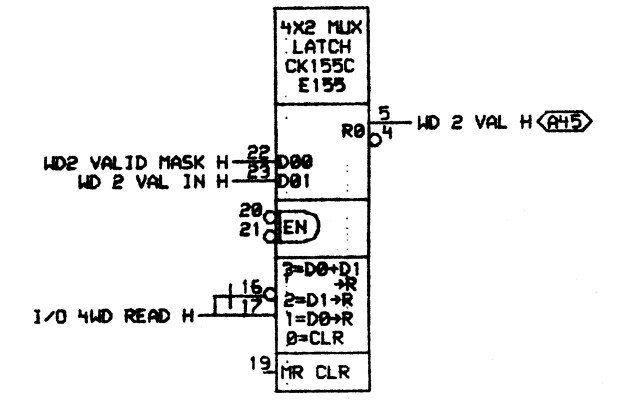 4X2 MUX
LATCH
CK155C
E155
5
R0 4 WD 2 VAL H A45
WD2 VALID MASK H 22 D00
WD 2 VAL IN H 23 D01
20
21 EN
3=D0+D1
→R
16 2=D1→R
I/O 4WD READ H 17 1=D0→R
0=CLR
19 MR CLR